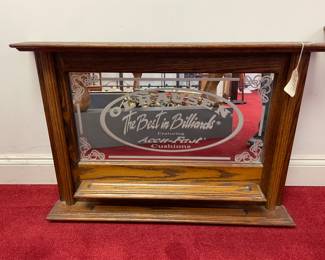 The Best in Billiards
Featuring
Accu-Fast
Cushions